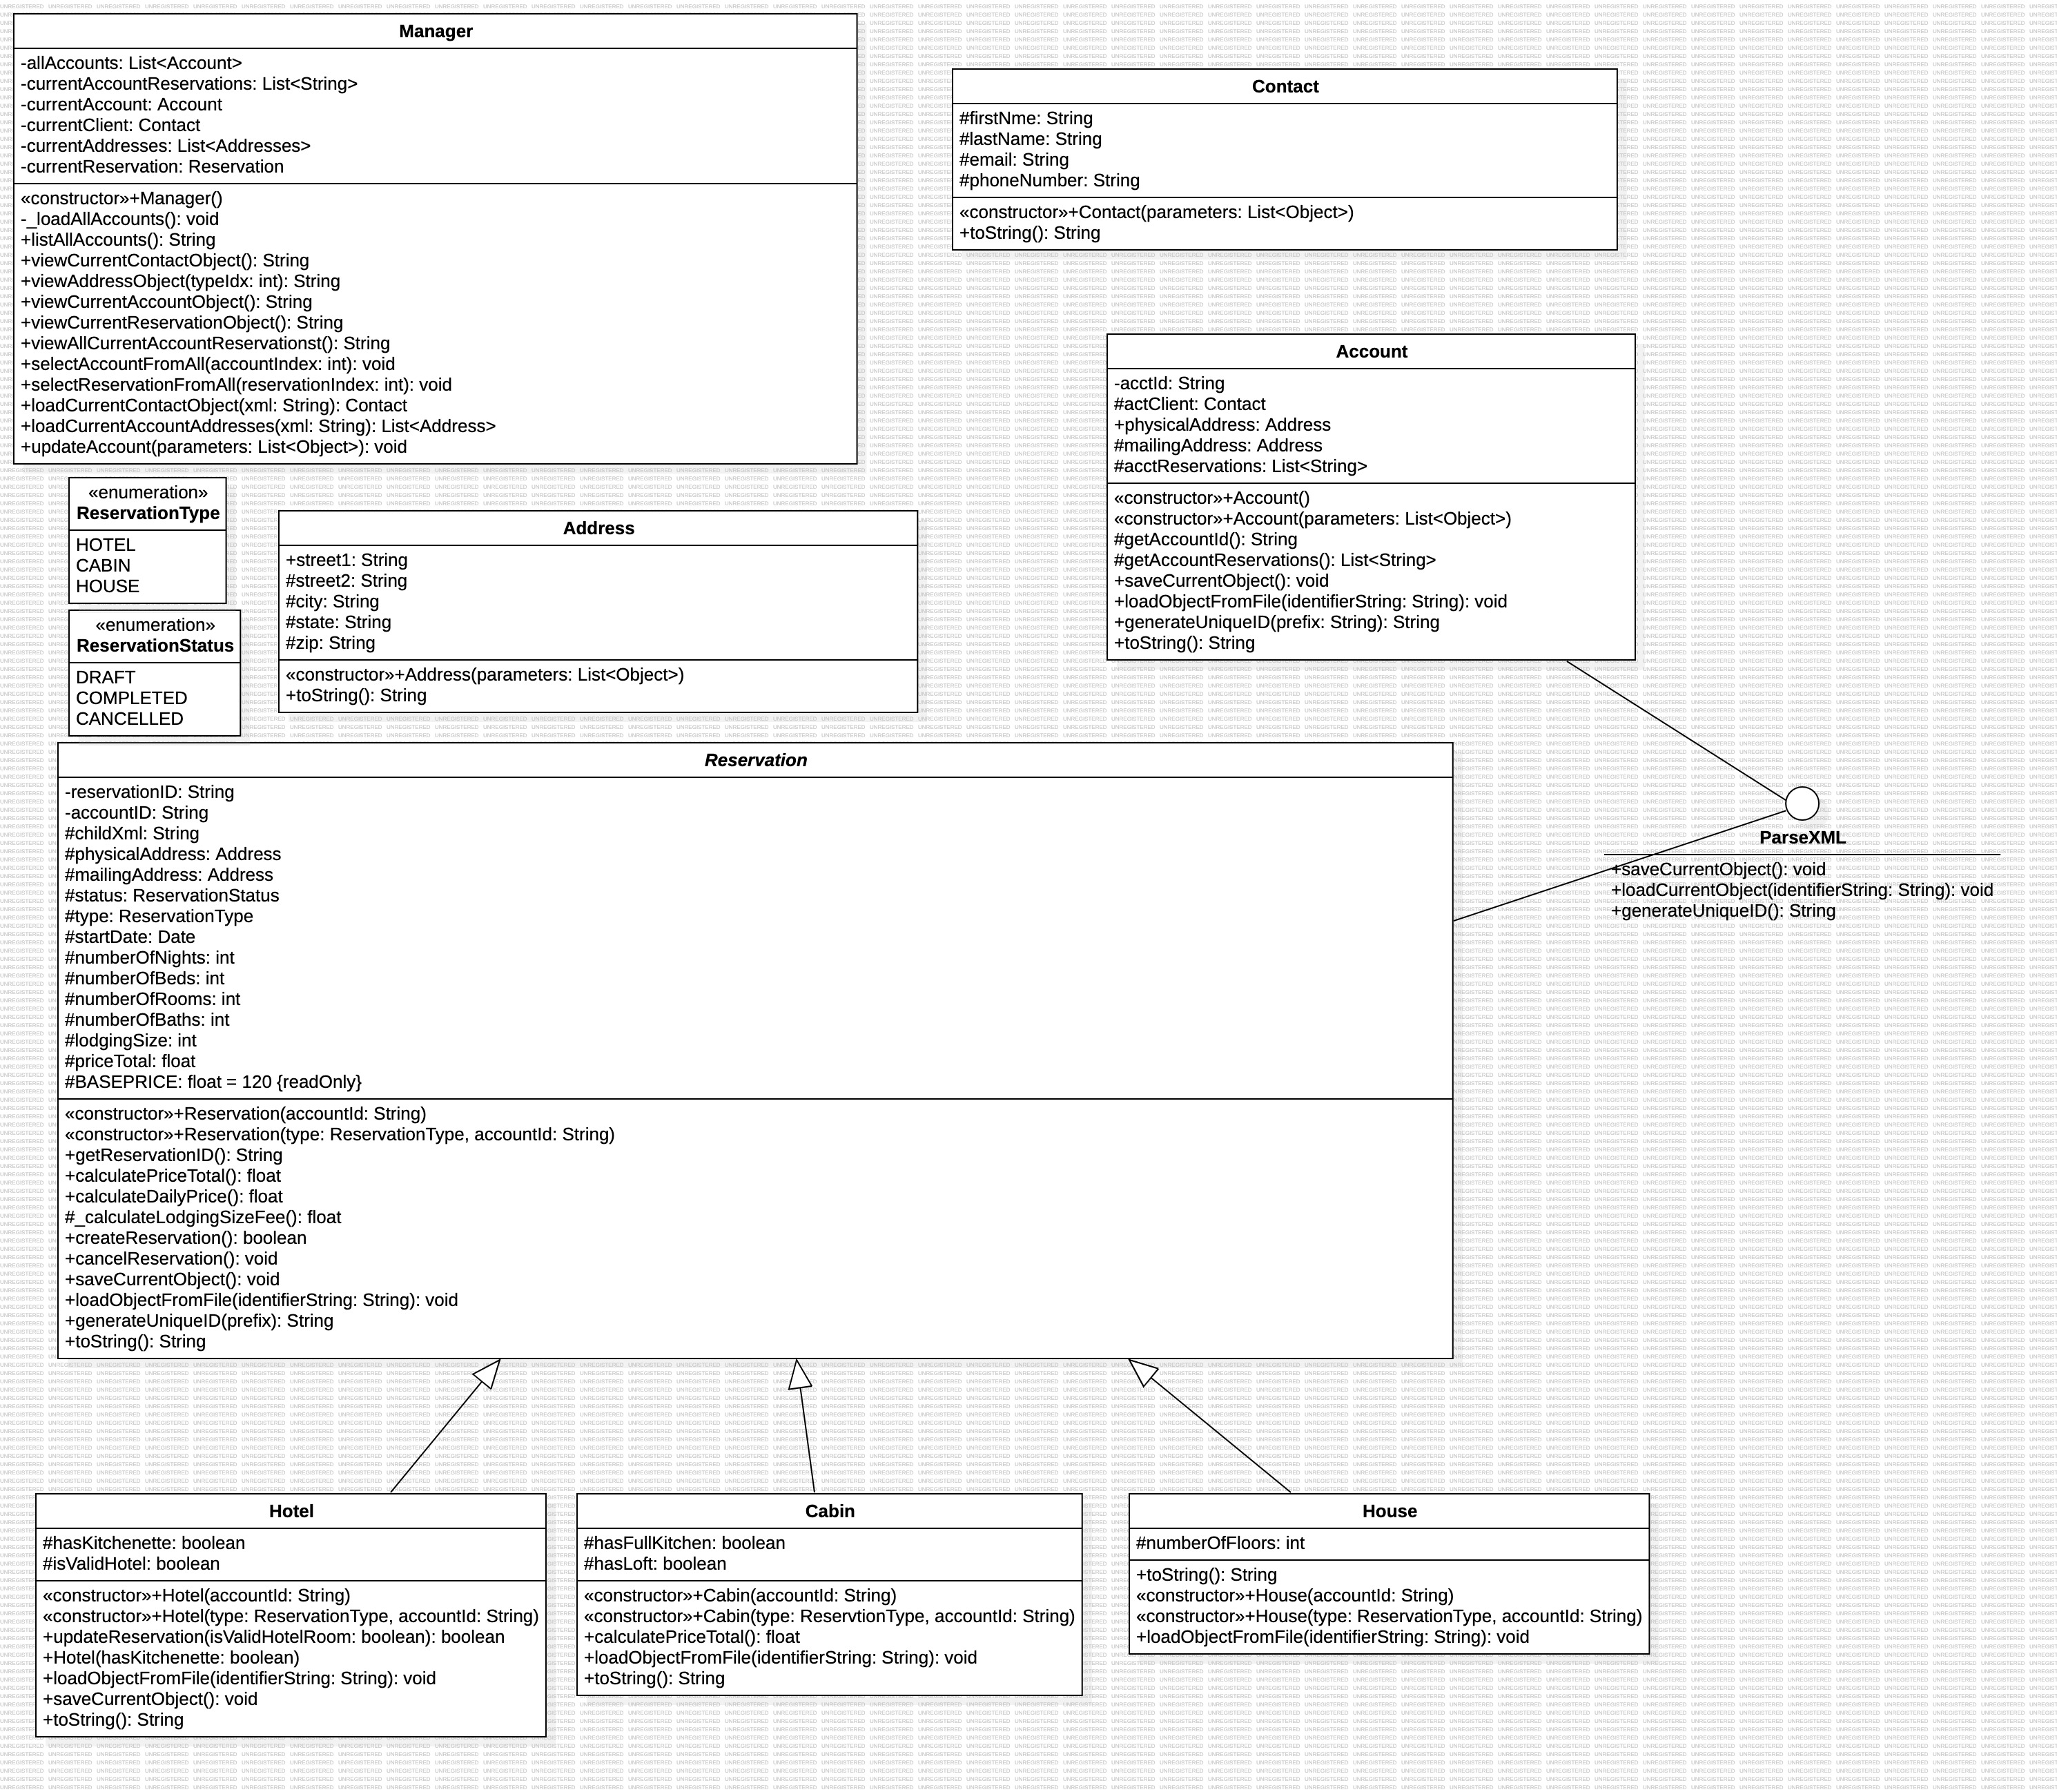 Manager
-allAccounts: List<Account>
-currentAccountReservations: List<String>
-currentAccount: Account
-currentClient: Contact
-currentAddresses: List<Addresses>
-currentReservation: Reservation
«constructor»+Manager()
-_loadAllAccounts(): void
+listAllAccounts(): String
+viewCurrentContactObject(): String
+viewAddressObject(typeIdx: int): String
+viewCurrentAccountObject(): String
+viewCurrentReservationObject(): String
+viewAllCurrentAccountReservationst(): String
+selectAccountFromAll(accountIndex: int): void
+selectReservationFromAll(reservationIndex: int): void
+loadCurrentContactObject(xml: String): Contact
+loadCurrentAccountAddresses(xml: String): List<Address>
+updateAccount(parameters: List<Object>): void
Contact
#firstNme: String
#lastName: String
#email: String
#phoneNumber: String
«constructor»+Contact(parameters: List<Object>)
+toString(): String
Account
-acctId: String
#actClient: Contact
+physicalAddress: Address
#mailingAddress: Address
#acctReservations: List<String>
«constructor»+Account()
«constructor»+Account(parameters: List<Object>)
#getAccountId(): String
#getAccountReservations(): List<String>
+saveCurrentObject(): void
+loadObjectFromFile(identifierString: String): void
+generateUniqueID(prefix: String): String
+toString(): String
«enumeration»
ReservationType
HOTEL
CABIN
HOUSE
«enumeration»
ReservationStatus
DRAFT
COMPLETED
CANCELLED
Address
+street1: String
#street2: String
#city: String
#state: String
#zip: String
«constructor»+Address(parameters: List<Object>)
+toString(): String
Reservation
-reservationID: String
-accountID: String
#childXml: String
#physicalAddress: Address
#mailingAddress: Address
#status: ReservationStatus
#type: ReservationType
#startDate: Date
#numberOfNights: int
#numberOfBeds: int
#numberOfRooms: int
#numberOfBaths: int
#lodgingSize: int
#priceTotal: float
#BASEPRICE: float = 120 {readOnly}
«constructor»+Reservation(accountId: String)
«constructor»+Reservation(type: ReservationType, accountId: String)
+getReservationID(): String
+calculatePriceTotal(): float
+calculateDailyPrice(): float
#_calculateLodgingSizeFee(): float
+createReservation(): boolean
+cancelReservation(): void
+saveCurrentObject(): void
+loadObjectFromFile(identifierString: String): void
+generateUniqueID(prefix): String
+toString(): String
ParseXML
+saveCurrentObject(): void
+loadCurrentObject(identifierString: String): void
+generateUniqueID(): String
Hotel
#hasKitchenette: boolean
#isValidHotel: boolean
«constructor»+Hotel(accountId: String)
«constructor»+Hotel(type: ReservationType, accountId: String)
+updateReservation(isValidHotelRoom: boolean): boolean
+Hotel(hasKitchenette: boolean)
+loadObjectFromFile(identifierString: String): void
+saveCurrentObject(): void
+toString(): String
Cabin
#hasFullKitchen: boolean
#hasLoft: boolean
«constructor»+Cabin(accountId: String)
«constructor»+Cabin(type: ReservtionType, accountId: String)
+calculatePriceTotal(): float
+loadObjectFromFile(identifierString: String): void
+toString(): String
House
#numberOfFloors: int
+toString(): String
«constructor»+House(accountId: String)
«constructor»+House(type: ReservationType, accountId: String)
+loadObjectFromFile(identifierString: String): void
UNREGISTERED